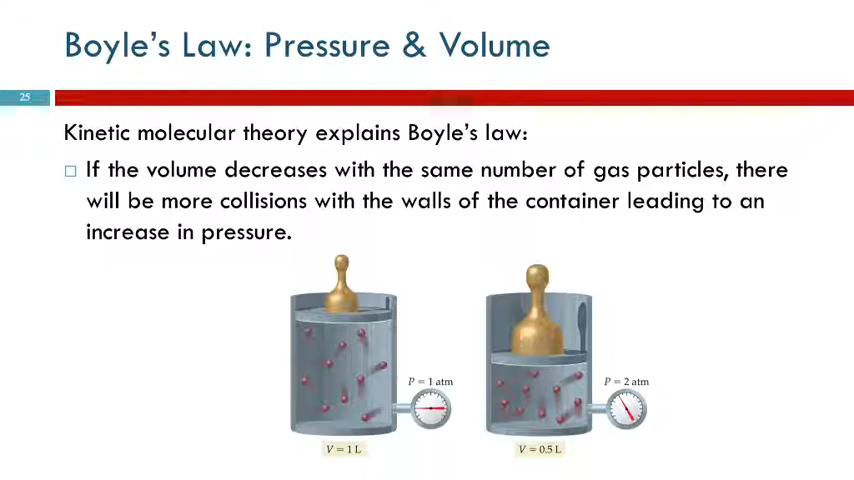 Boyle’s Law: Pressure & Volume
25
Kinetic molecular theory explains Boyle’s law:
If the volume decreases with the same number of gas particles, there
will be more collisions with the walls of the container leading to an
increase in pressure.
P = 1 atm
P = 2 atm
V = 1 L
V = 0.5 L